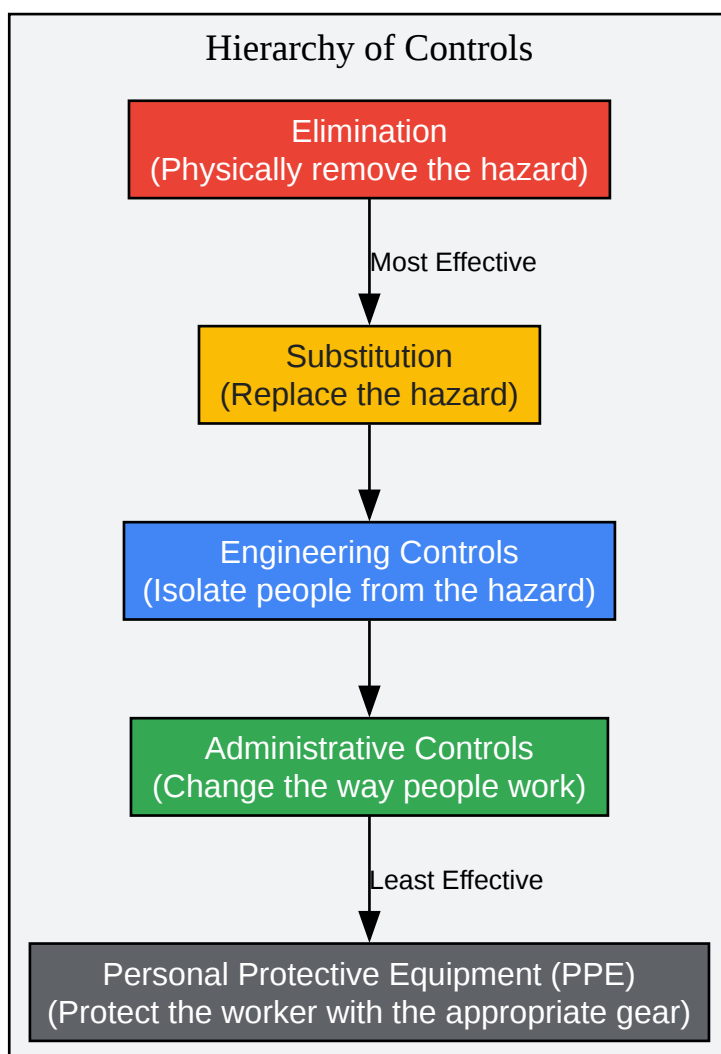 Hierarchy of Controls
Elimination
(Physically remove the hazard)
Most Effective
Substitution
(Replace the hazard)
Engineering Controls
(Isolate people from the hazard)
Administrative Controls
(Change the way people work)
Least Effective
Personal Protective Equipment (PPE)
(Protect the worker with the appropriate gear)